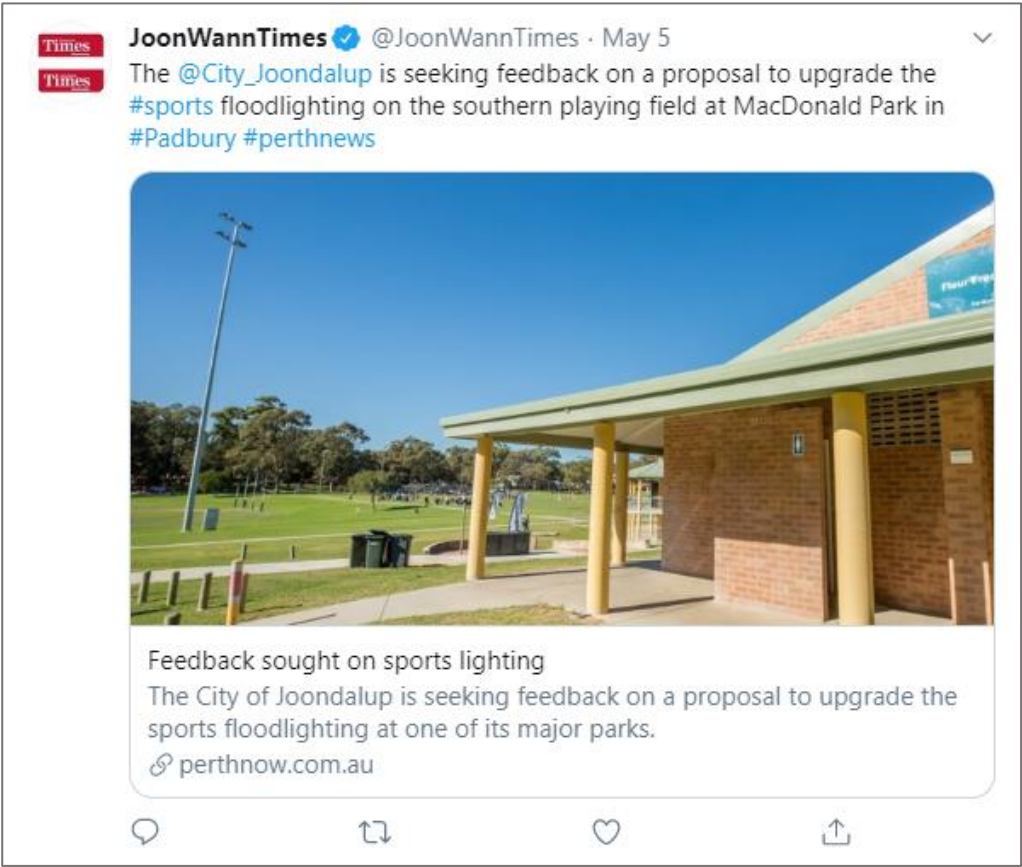 Times
Times
JoonWannTimes @JoonWannTimes · May 5
The @City_Joondalup is seeking feedback on a proposal to upgrade the
#sports floodlighting on the southern playing field at MacDonald Park in
#Padbury #perthnews
Feedback sought on sports lighting
The City of Joondalup is seeking feedback on a proposal to upgrade the
sports floodlighting at one of its major parks.
perthnow.com.au